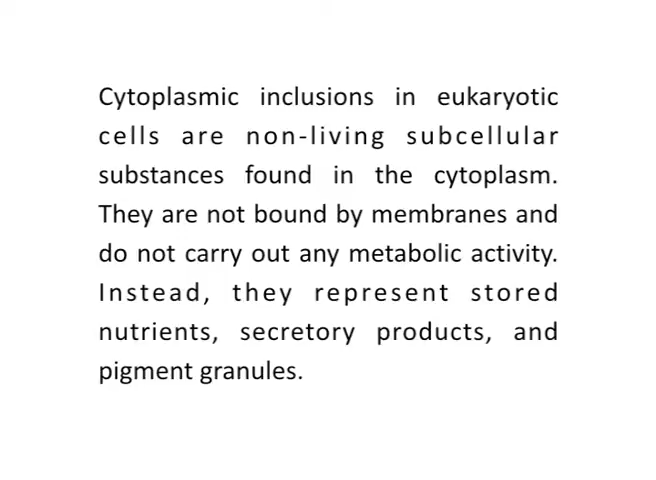 Cytoplasmic inclusions in eukaryotic
cells are non-living subcellular
substances found in the cytoplasm.
They are not bound by membranes and
do not carry out any metabolic activity.
Instead, they represent stored
nutrients, secretory products, and
pigment granules.